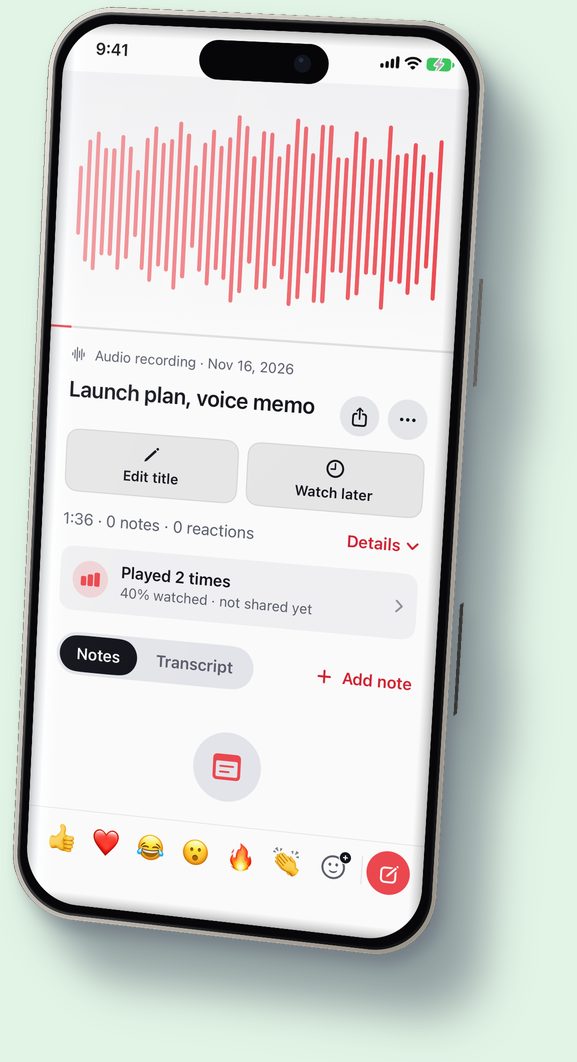 9:41
Audio recording · Nov 16, 2026
Launch plan, voice memo
Edit title
Watch later
1:36 · 0 notes · 0 reactions
Details
Played 2 times
40% watched · not shared yet
Notes
Transcript
+ Add note